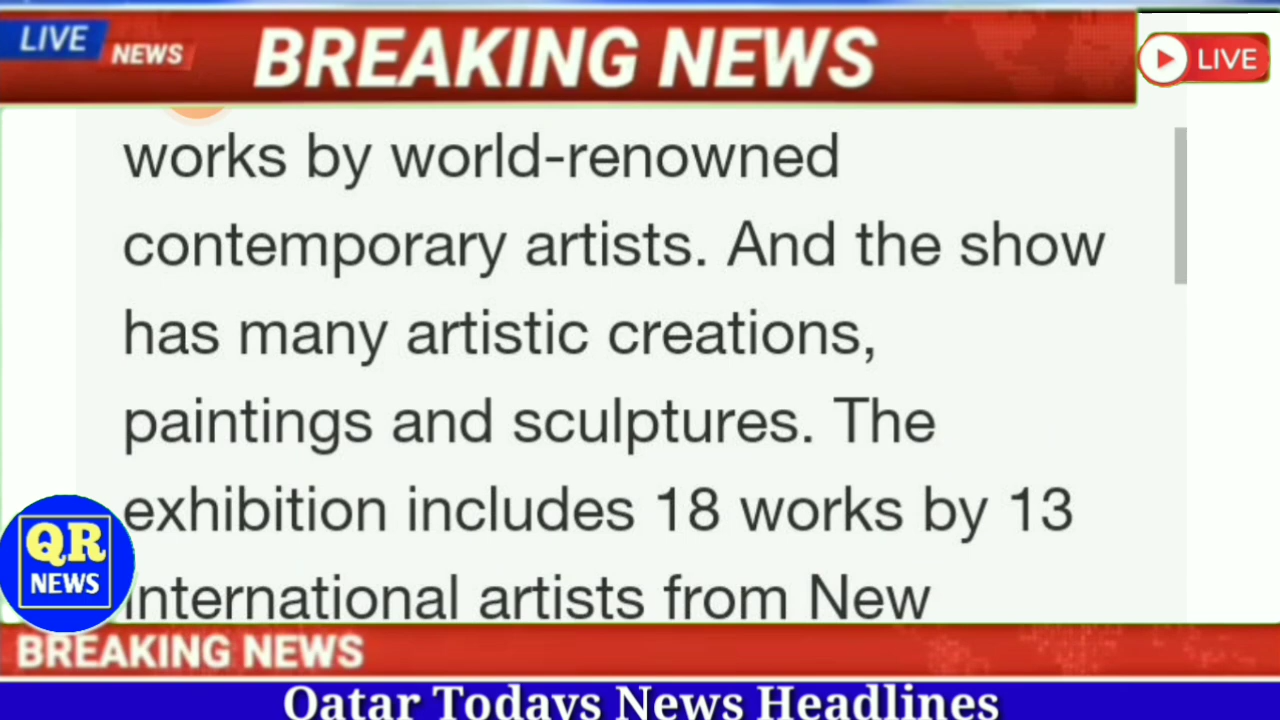 LIVE
NEWS
BREAKING NEWS
LIVE
works by world-renowned
contemporary artists. And the show
has many artistic creations,
paintings and sculptures. The
exhibition includes 18 works by 13
international artists from New
QR
NEWS
BREAKING NEWS
Qatar Todays News Headlines